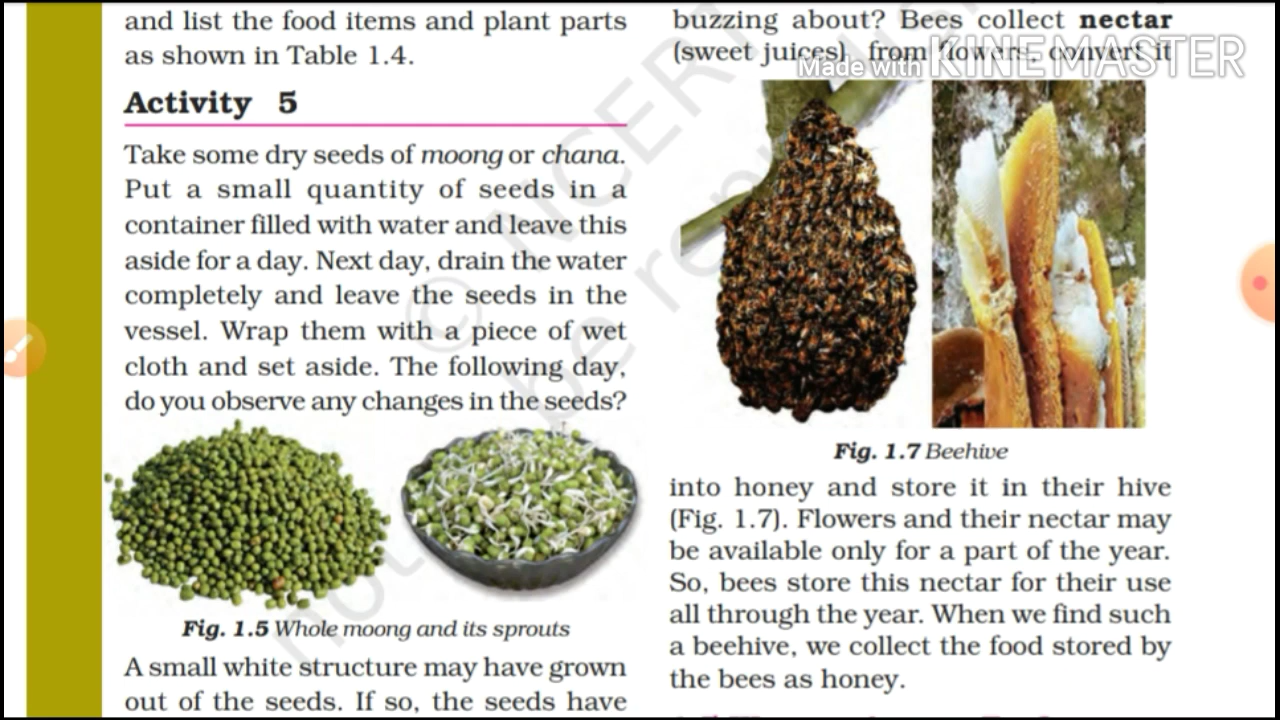 and list the food items and plant parts
as shown in Table 1.4.
Activity 5
Take some dry seeds of moong or chana.
Put a small quantity of seeds in a
container filled with water and leave this
aside for a day. Next day, drain the water
completely and leave the seeds in the
vessel. Wrap them with a piece of wet
cloth and set aside. The following day,
do you observe any changes in the seeds?
Fig. 1.5 Whole moong and its sprouts
A small white structure may have grown
out of the seeds. If so, the seeds have
buzzing about? Bees collect nectar
(sweet juices), from flowers, convert it
Made with KINEMASTER
Fig. 1.7 Beehive
into honey and store it in their hive
(Fig. 1.7). Flowers and their nectar may
be available only for a part of the year.
So, bees store this nectar for their use
all through the year. When we find such
a beehive, we collect the food stored by
the bees as honey.
© NCERT
not be